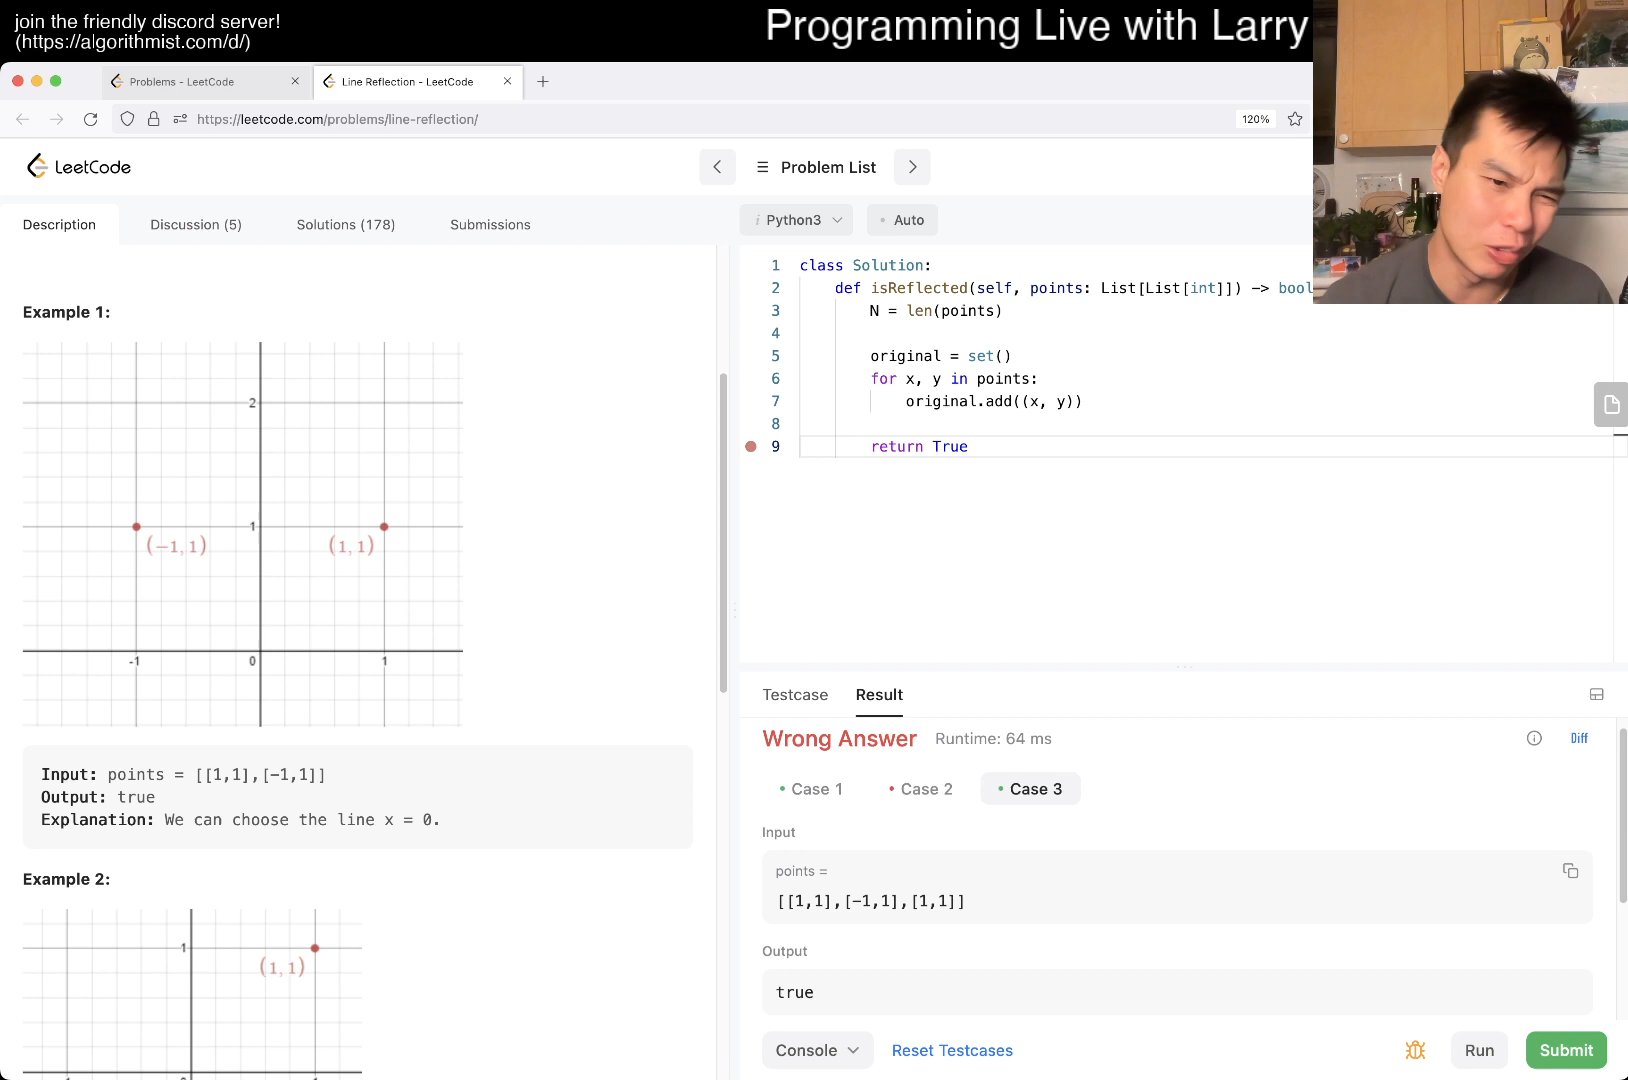 join the friendly discord server!
(https://algorithmist.com/d/)
Programming Live with Larry
Problems - LeetCode
Line Reflection - LeetCode
https://leetcode.com/problems/line-reflection/
120%
LeetCode
Problem List
Description
Discussion (5)
Solutions (178)
Submissions
i Python3
Auto
Example 1:
2
1
(-1, 1)
(1, 1)
-1
0
1
Input: points = [[1,1],[-1,1]]
Output: true
Explanation: We can choose the line x = 0.
Example 2:
1
(1, 1)
1 class Solution:
2 def isReflected(self, points: List[List[int]]) -> bool
3 N = len(points)
4
5 original = set()
6 for x, y in points:
7 original.add((x, y))
8
9 return True
Testcase
Result
Wrong Answer
Runtime: 64 ms
Diff
Case 1
Case 2
Case 3
Input
points =
[[1,1],[-1,1],[1,1]]
Output
true
Console
Reset Testcases
Run
Submit